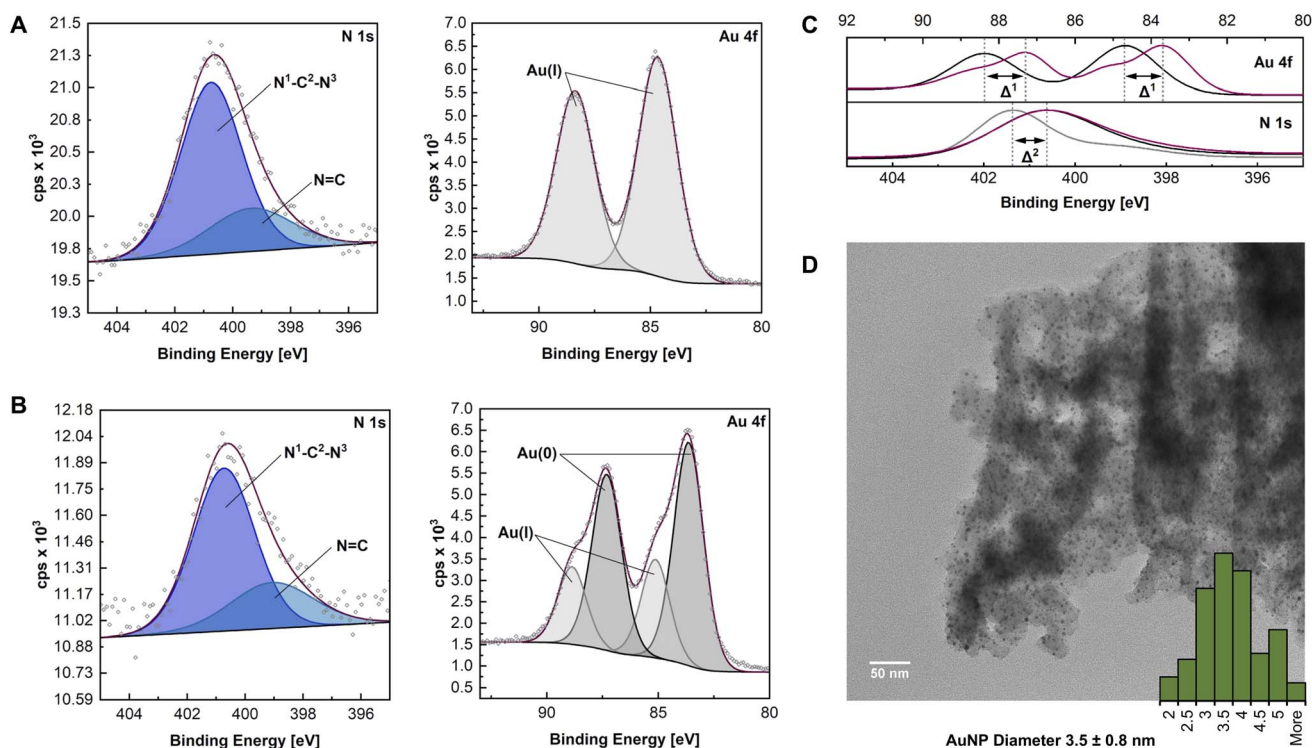 A
N 1s
21.5
21.3
21.0
20.8
20.5
20.3
20.0
19.8
19.5
19.3
cps x 10³
N¹-C²-N³
N=C
404 402 400 398 396
Binding Energy [eV]
Au 4f
7.0
6.5
6.0
5.5
5.0
4.5
4.0
3.5
3.0
2.5
2.0
1.5
1.0
cps x 10³
Au(I)
90 85 80
Binding Energy [eV]
B
N 1s
12.18
12.04
11.89
11.75
11.60
11.46
11.31
11.17
11.02
10.88
10.73
10.59
cps x 10³
N¹-C²-N³
N=C
404 402 400 398 396
Binding Energy [eV]
Au 4f
7.0
6.5
6.0
5.5
5.0
4.5
4.0
3.5
3.0
2.5
2.0
1.5
1.0
0.5
cps x 10³
Au(0)
Au(I)
90 85 80
Binding Energy [eV]
C
92 90 88 86 84 82 80
Au 4f
Δ¹ Δ¹
N 1s
Δ²
404 402 400 398 396
Binding Energy [eV]
D
50 nm
2 2.5 3 3.5 4 4.5 5 More
AuNP Diameter 3.5 ± 0.8 nm